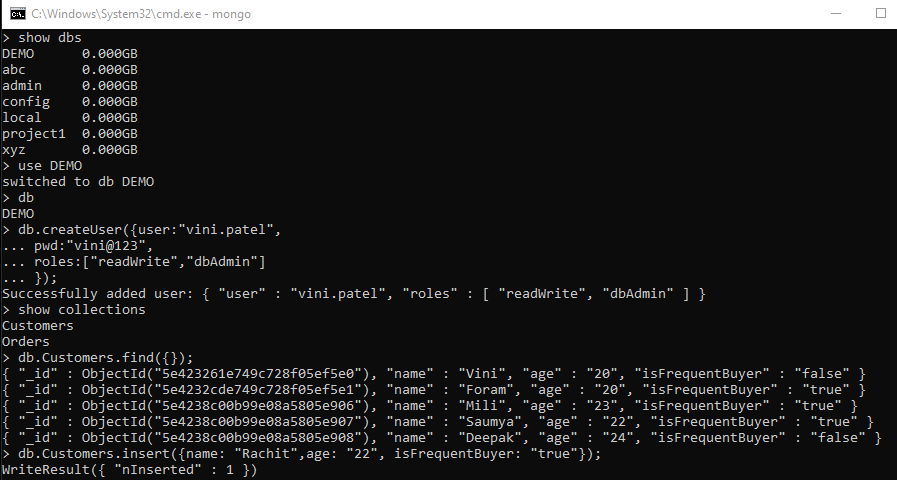 C:\Windows\System32\cmd.exe - mongo
> show dbs
DEMO      0.000GB
abc       0.000GB
admin     0.000GB
config    0.000GB
local     0.000GB
project1  0.000GB
xyz       0.000GB
> use DEMO
switched to db DEMO
> db
DEMO
> db.createUser({user:"vini.patel",
... pwd:"vini@123",
... roles:["readWrite","dbAdmin"]
... });
Successfully added user: { "user" : "vini.patel", "roles" : [ "readWrite", "dbAdmin" ] }
> show collections
Customers
Orders
> db.Customers.find({});
{ "_id" : ObjectId("5e423261e749c728f05ef5e0"), "name" : "Vini", "age" : "20", "isFrequentBuyer" : "false" }
{ "_id" : ObjectId("5e4232cde749c728f05ef5e1"), "name" : "Foram", "age" : "20", "isFrequentBuyer" : "true" }
{ "_id" : ObjectId("5e4238c00b99e08a5805e906"), "name" : "Mili", "age" : "23", "isFrequentBuyer" : "true" }
{ "_id" : ObjectId("5e4238c00b99e08a5805e907"), "name" : "Saumya", "age" : "22", "isFrequentBuyer" : "true" }
{ "_id" : ObjectId("5e4238c00b99e08a5805e908"), "name" : "Deepak", "age" : "24", "isFrequentBuyer" : "false" }
> db.Customers.insert({name: "Rachit",age: "22", isFrequentBuyer: "true"});
WriteResult({ "nInserted" : 1 })